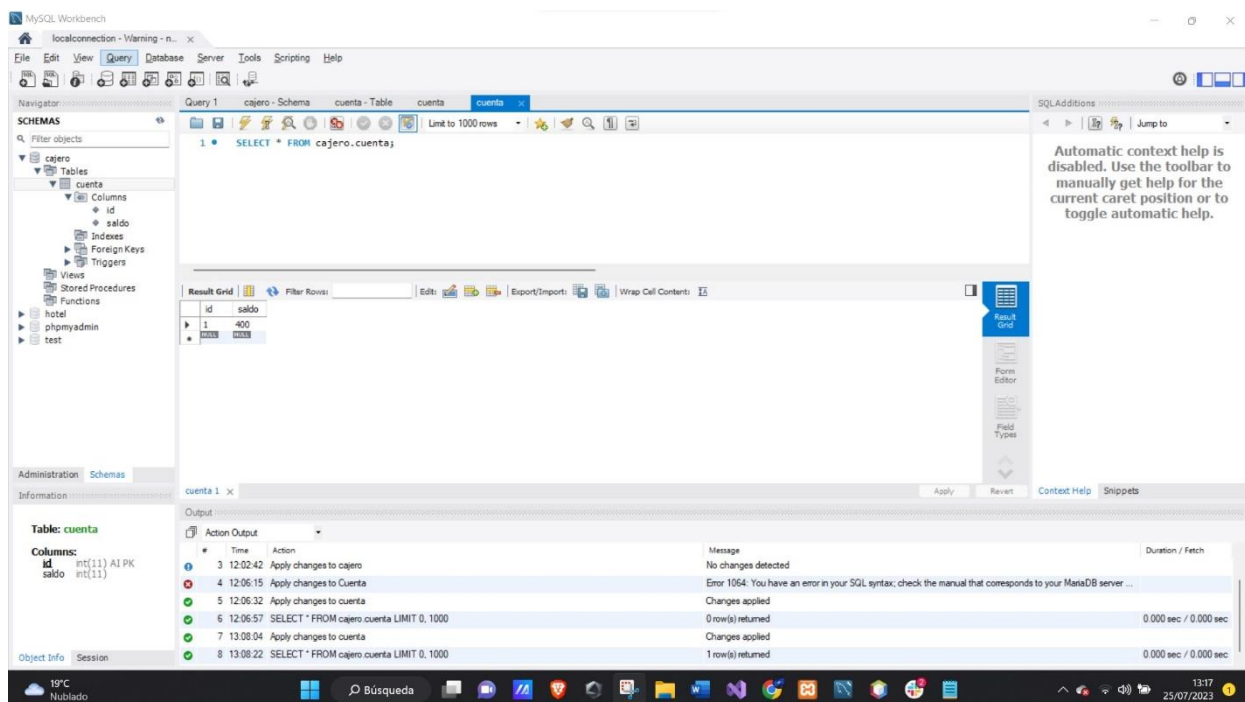 MySQL Workbench
localconnection - Warning - n...
File Edit View Query Database Server Tools Scripting Help
Navigator
SCHEMAS
Filter objects
cajero
Tables
cuenta
Columns
id
saldo
Indexes
Foreign Keys
Triggers
Views
Stored Procedures
Functions
hotel
phpmyadmin
test
Administration Schemas
Information
Table: cuenta
Columns:
id int(11) AI PK
saldo int(11)
Object Info Session
Query 1 cajero - Schema cuenta - Table cuenta cuenta
Limit to 1000 rows
1 SELECT * FROM cajero.cuenta;
Result Grid Filter Rows: Edit: Export/Import: Wrap Cell Content:
id saldo
1 400
NULL NULL
Result Grid
Form Editor
Field Types
cuenta 1 Apply Revert
SQLAdditions
Jump to
Automatic context help is
disabled. Use the toolbar to
manually get help for the
current caret position or to
toggle automatic help.
Context Help Snippets
Output
Action Output
# Time Action Message Duration / Fetch
3 12:02:42 Apply changes to cajero No changes detected
4 12:06:15 Apply changes to Cuenta Error 1064: You have an error in your SQL syntax; check the manual that corresponds to your MariaDB server ...
5 12:06:32 Apply changes to cuenta Changes applied
6 12:06:57 SELECT * FROM cajero.cuenta LIMIT 0, 1000 0 row(s) returned 0.000 sec / 0.000 sec
7 13:08:04 Apply changes to cuenta Changes applied
8 13:08:22 SELECT * FROM cajero.cuenta LIMIT 0, 1000 1 row(s) returned 0.000 sec / 0.000 sec
19°C
Nublado
Búsqueda
13:17
25/07/2023
1